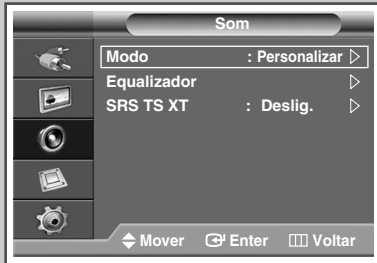 Som
Modo : Personalizar
Equalizador
SRS TS XT : Deslig.
Mover Enter Voltar